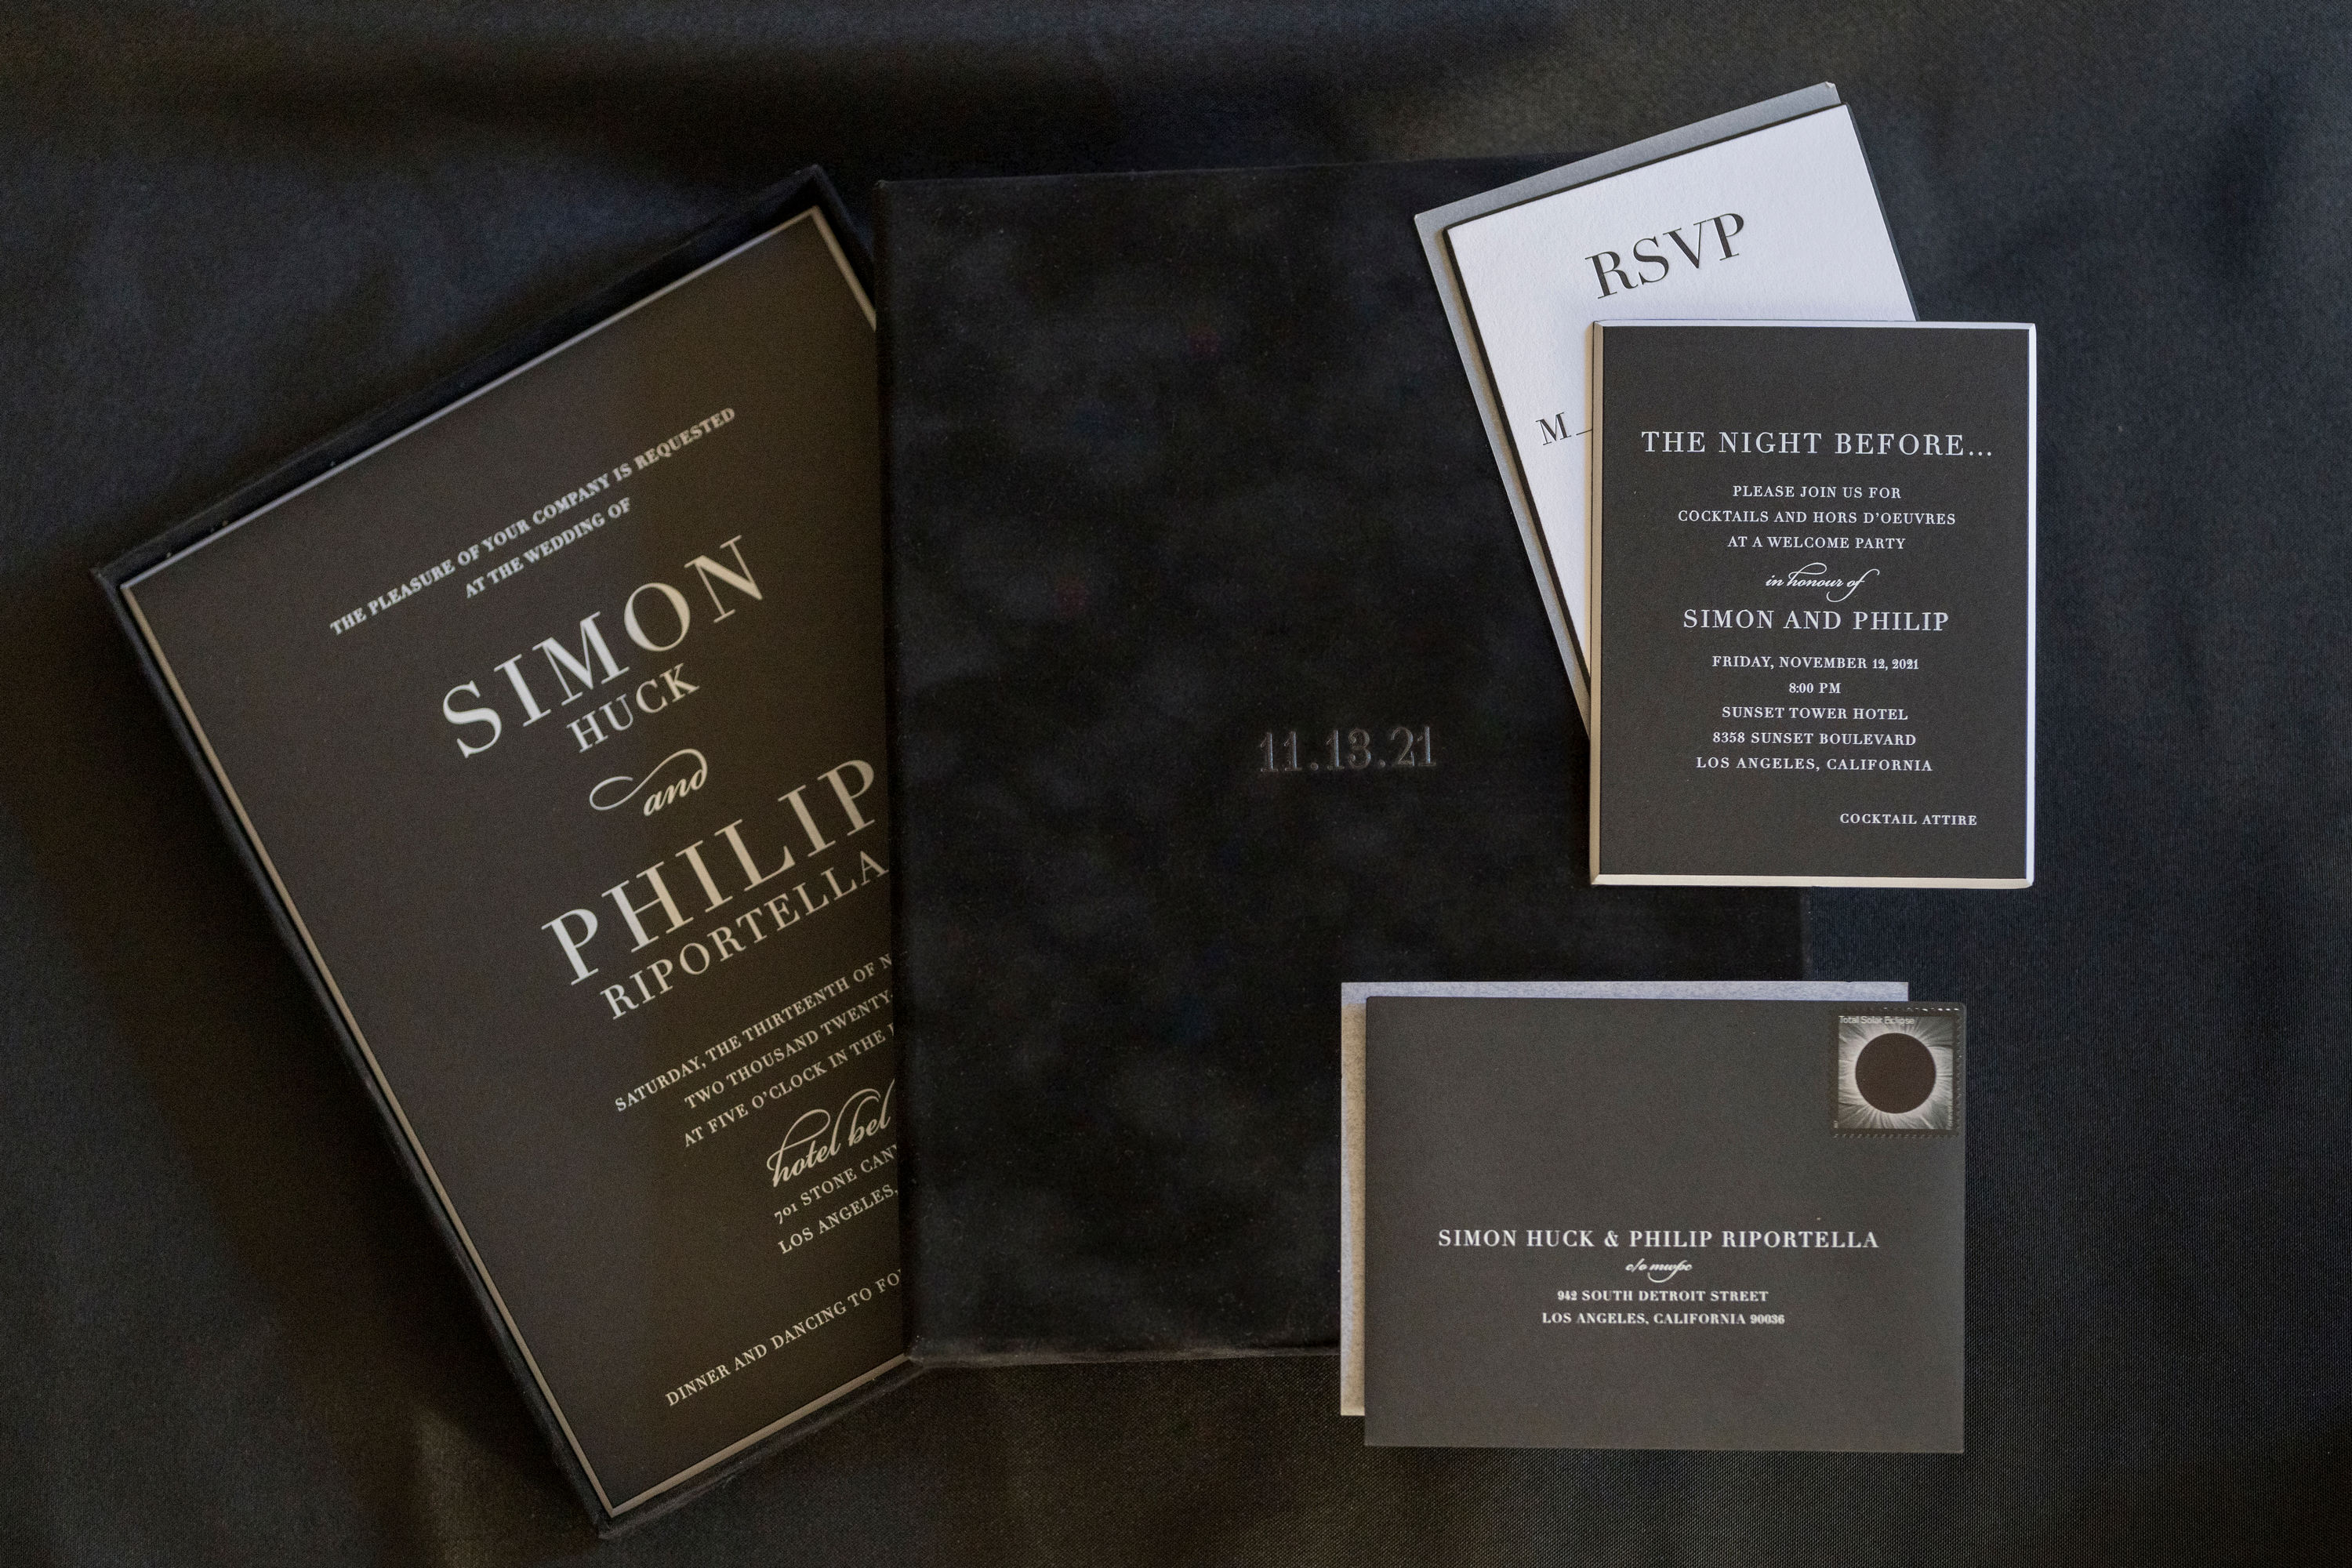 THE PLEASURE OF YOUR COMPANY IS REQUESTED
AT THE WEDDING OF
SIMON
HUCK
and
PHILIP
RIPORTELLA
SATURDAY, THE THIRTEENTH OF N
TWO THOUSAND TWENTY
AT FIVE O'CLOCK IN THE
hotel bel
701 STONE CANY
LOS ANGELES,
DINNER AND DANCING TO FO
11.13.21
RSVP
M_
THE NIGHT BEFORE...
PLEASE JOIN US FOR
COCKTAILS AND HORS D'OEUVRES
AT A WELCOME PARTY
in honour of
SIMON AND PHILIP
FRIDAY, NOVEMBER 12, 2021
8:00 PM
SUNSET TOWER HOTEL
8358 SUNSET BOULEVARD
LOS ANGELES, CALIFORNIA
COCKTAIL ATTIRE
Total Solar Eclipse
SIMON HUCK & PHILIP RIPORTELLA
c/o mwpc
942 SOUTH DETROIT STREET
LOS ANGELES, CALIFORNIA 90036